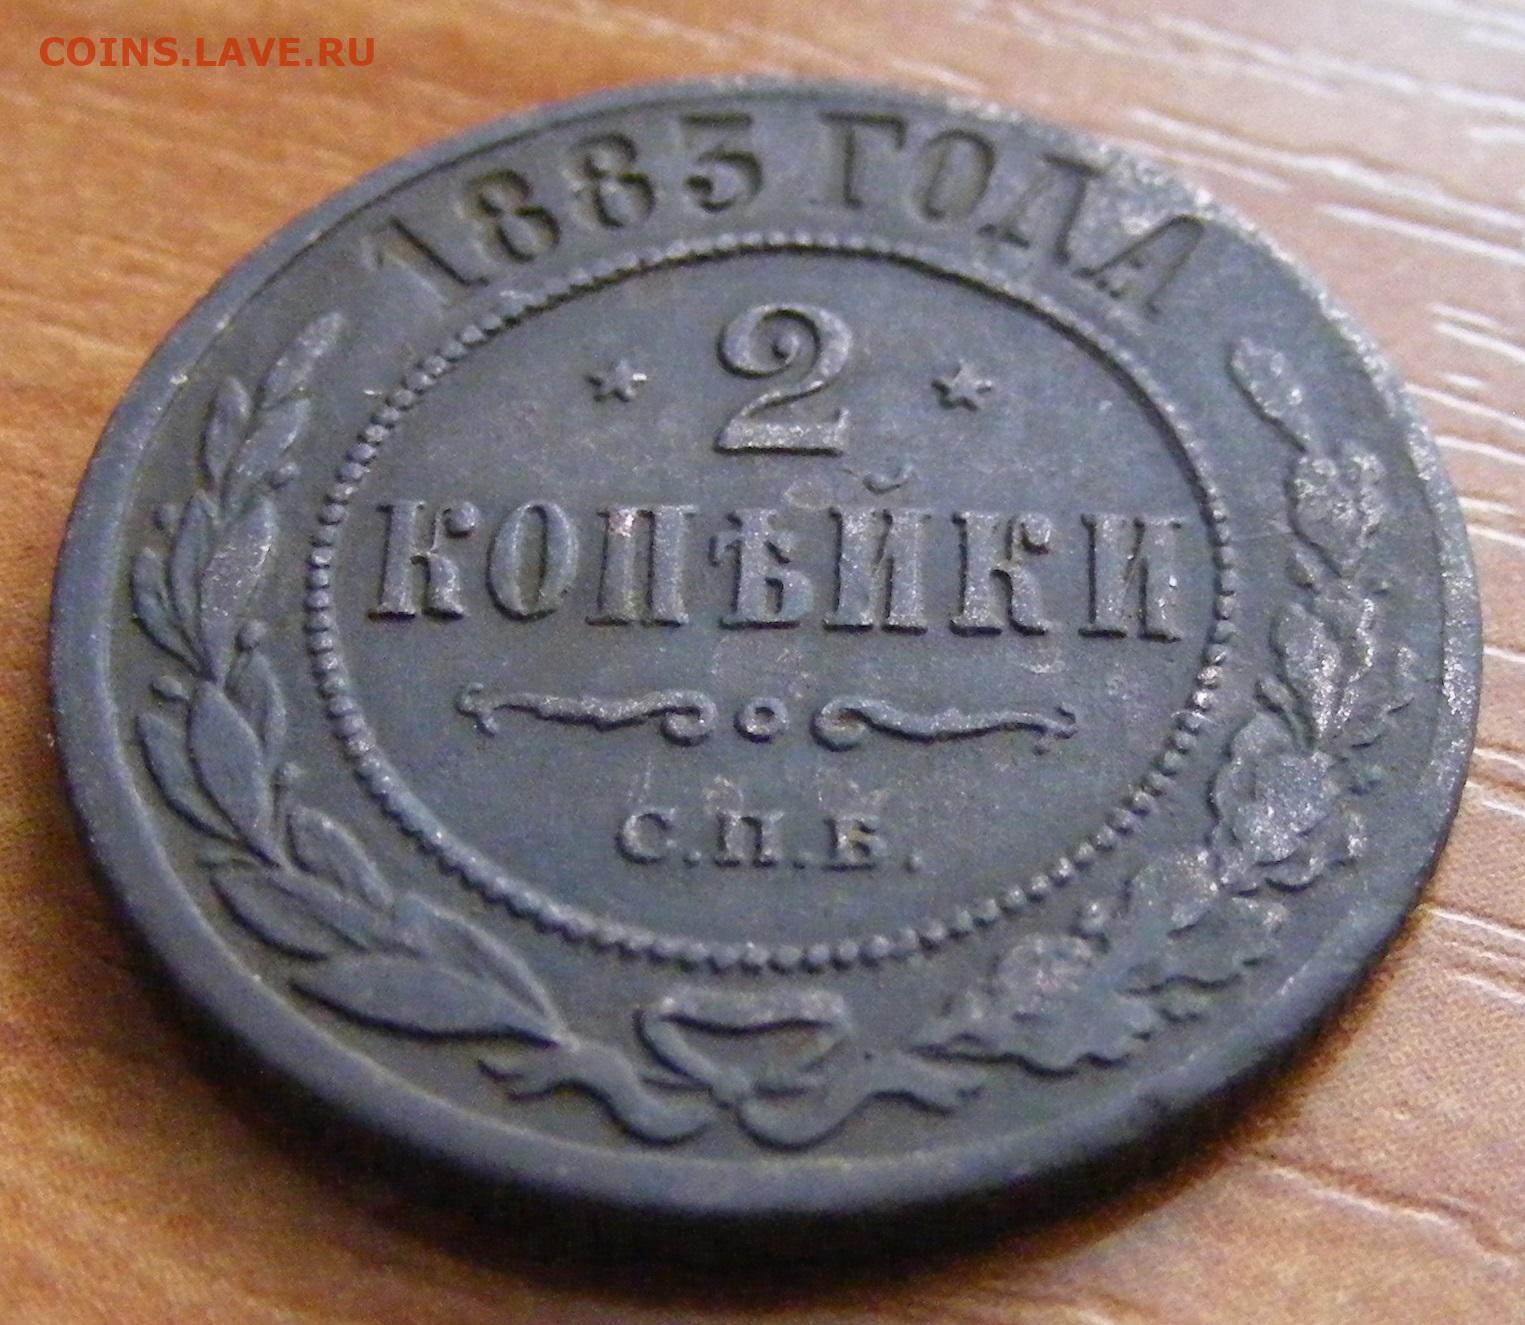 COINS.LAVE.RU
1883 ГОДА
* 2 *
КОПѢЙКИ
С.П.Б.